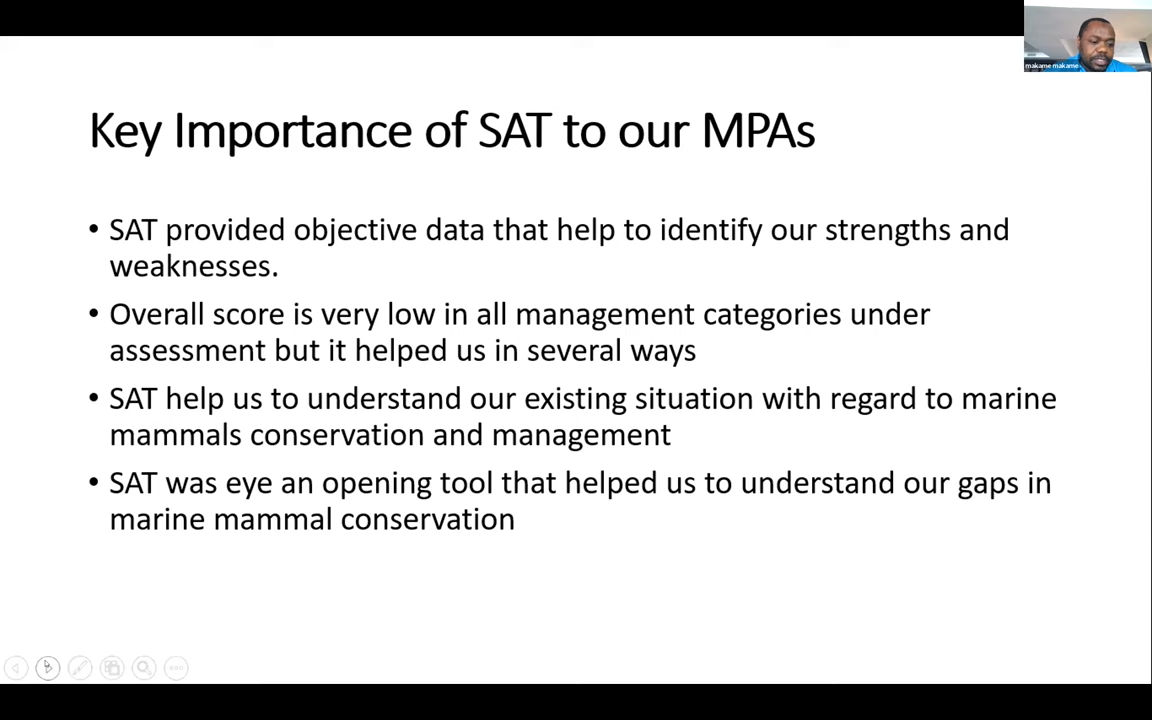 makame makame
Key Importance of SAT to our MPAs
• SAT provided objective data that help to identify our strengths and
weaknesses.
• Overall score is very low in all management categories under
assessment but it helped us in several ways
• SAT help us to understand our existing situation with regard to marine
mammals conservation and management
• SAT was eye an opening tool that helped us to understand our gaps in
marine mammal conservation